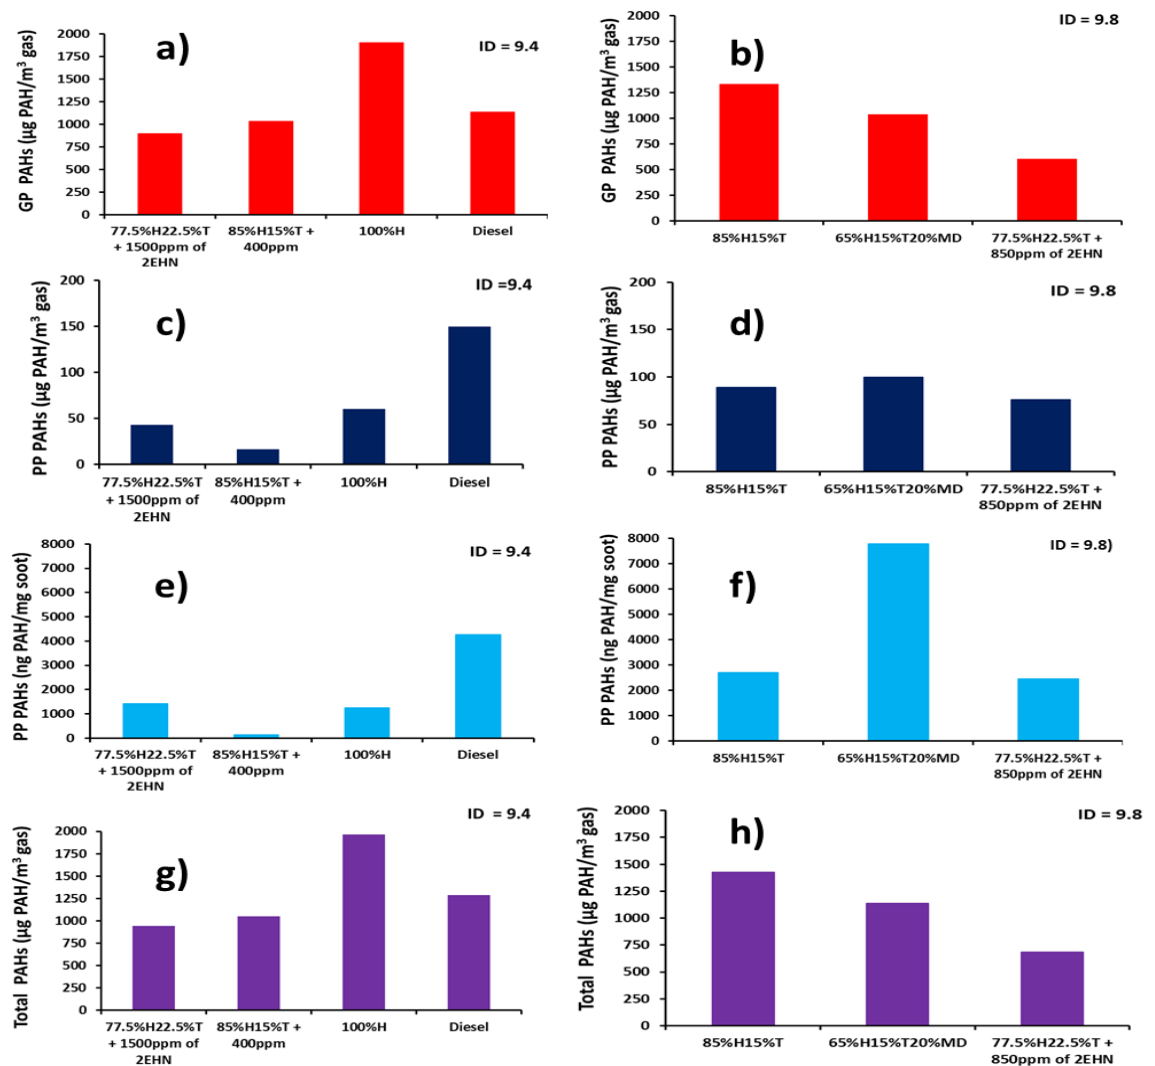 a)
ID = 9.4
GP PAHs (µg PAH/m³ gas)
2000
1750
1500
1250
1000
750
500
250
0
77.5%H22.5%T
+ 1500ppm of
2EHN
85%H15%T +
400ppm
100%H
Diesel
b)
ID = 9.8
GP PAHs (µg PAH/m³ gas)
2000
1750
1500
1250
1000
750
500
250
0
85%H15%T
65%H15%T20%MD
77.5%H22.5%T +
850ppm of 2EHN
c)
ID =9.4
PP PAHs (µg PAH/m³ gas)
200
150
100
50
0
77.5%H22.5%T
+ 1500ppm of
2EHN
85%H15%T +
400ppm
100%H
Diesel
d)
ID = 9.8
PP PAHs (µg PAH/m³ gas)
200
150
100
50
0
85%H15%T
65%H15%T20%MD
77.5%H22.5%T +
850ppm of 2EHN
e)
ID = 9.4
PP PAHs (ng PAH/mg soot)
8000
7000
6000
5000
4000
3000
2000
1000
0
77.5%H22.5%T
+ 1500ppm of
2EHN
85%H15%T +
400ppm
100%H
Diesel
f)
ID = 9.8)
PP PAHs (ng PAH/mg soot)
8000
7000
6000
5000
4000
3000
2000
1000
0
85%H15%T
65%H15%T20%MD
77.5%H22.5%T +
850ppm of 2EHN
g)
ID = 9.4
Total PAHs (µg PAH/m³ gas)
2000
1750
1500
1250
1000
750
500
250
0
77.5%H22.5%T
+ 1500ppm of
2EHN
85%H15%T +
400ppm
100%H
Diesel
h)
ID = 9.8
Total PAHs (µg PAH/m³ gas)
2000
1750
1500
1250
1000
750
500
250
0
85%H15%T
65%H15%T20%MD
77.5%H22.5%T +
850ppm of 2EHN